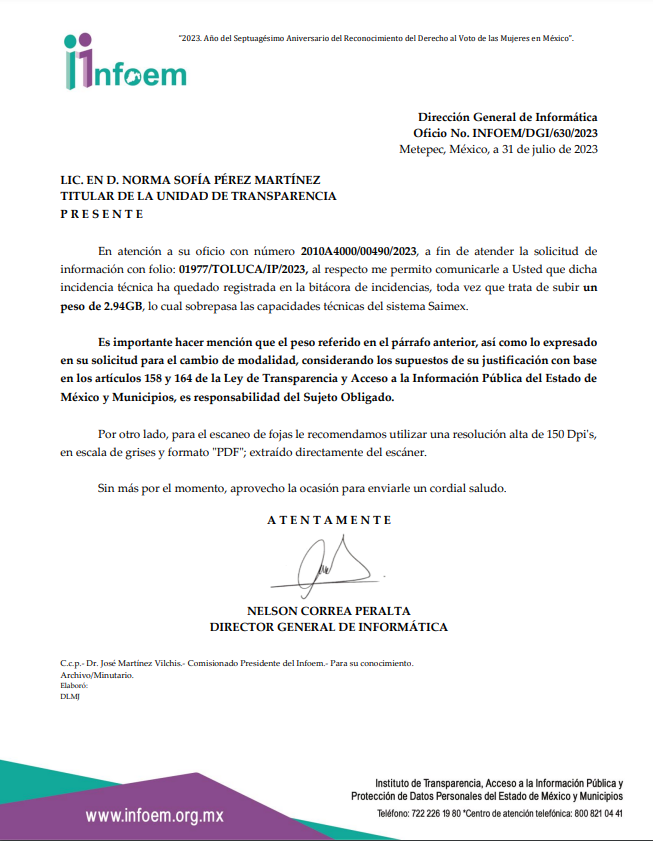 "2023. Año del Septuagésimo Aniversario del Reconocimiento del Derecho al Voto de las Mujeres en México".
infoem
Dirección General de Informática
Oficio No. INFOEM/DGI/630/2023
Metepec, México, a 31 de julio de 2023
LIC. EN D. NORMA SOFÍA PÉREZ MARTÍNEZ
TITULAR DE LA UNIDAD DE TRANSPARENCIA
P R E S E N T E
En atención a su oficio con número 2010A4000/00490/2023, a fin de atender la solicitud de
información con folio: 01977/TOLUCA/IP/2023, al respecto me permito comunicarle a Usted que dicha
incidencia técnica ha quedado registrada en la bitácora de incidencias, toda vez que trata de subir un
peso de 2.94GB, lo cual sobrepasa las capacidades técnicas del sistema Saimex.
Es importante hacer mención que el peso referido en el párrafo anterior, así como lo expresado
en su solicitud para el cambio de modalidad, considerando los supuestos de su justificación con base
en los artículos 158 y 164 de la Ley de Transparencia y Acceso a la Información Pública del Estado de
México y Municipios, es responsabilidad del Sujeto Obligado.
Por otro lado, para el escaneo de fojas le recomendamos utilizar una resolución alta de 150 Dpi's,
en escala de grises y formato "PDF"; extraído directamente del escáner.
Sin más por el momento, aprovecho la ocasión para enviarle un cordial saludo.
A T E N T A M E N T E
NELSON CORREA PERALTA
DIRECTOR GENERAL DE INFORMÁTICA
C.c.p.- Dr. José Martínez Vilchis.- Comisionado Presidente del Infoem.- Para su conocimiento.
Archivo/Minutario.
Elaboró:
DLMJ
Instituto de Transparencia, Acceso a la Información Pública y
Protección de Datos Personales del Estado de México y Municipios
www.infoem.org.mx
Teléfono: 722 226 19 80 *Centro de atención telefónica: 800 821 04 41